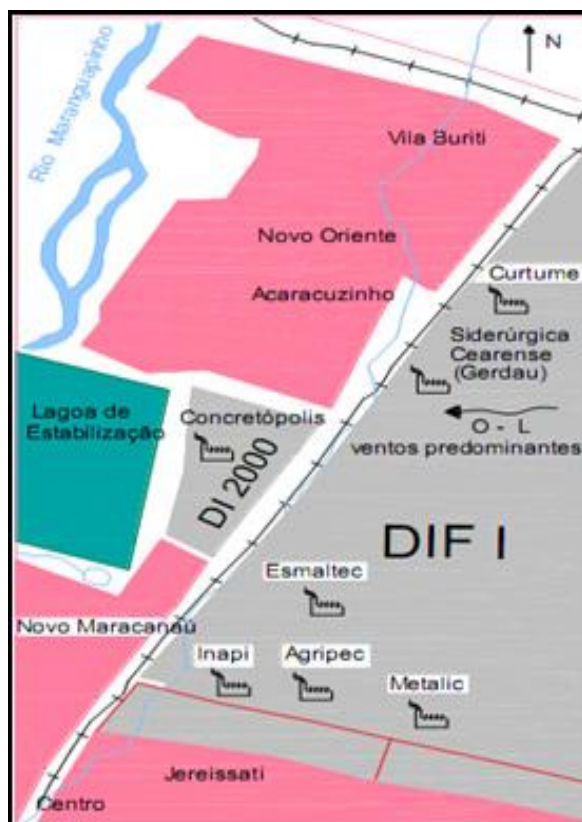 N
Rio Maranguapinho
Vila Buriti
Novo Oriente
Acaracuzinho
Curtume
Siderúrgica
Cearense
(Gerdau)
O - L
ventos predominantes
Lagoa de
Estabilização
Concretópolis
DI 2000
DIF I
Esmaltec
Novo Maracanaú
Inapi
Agripec
Metalic
Jereissati
Centro